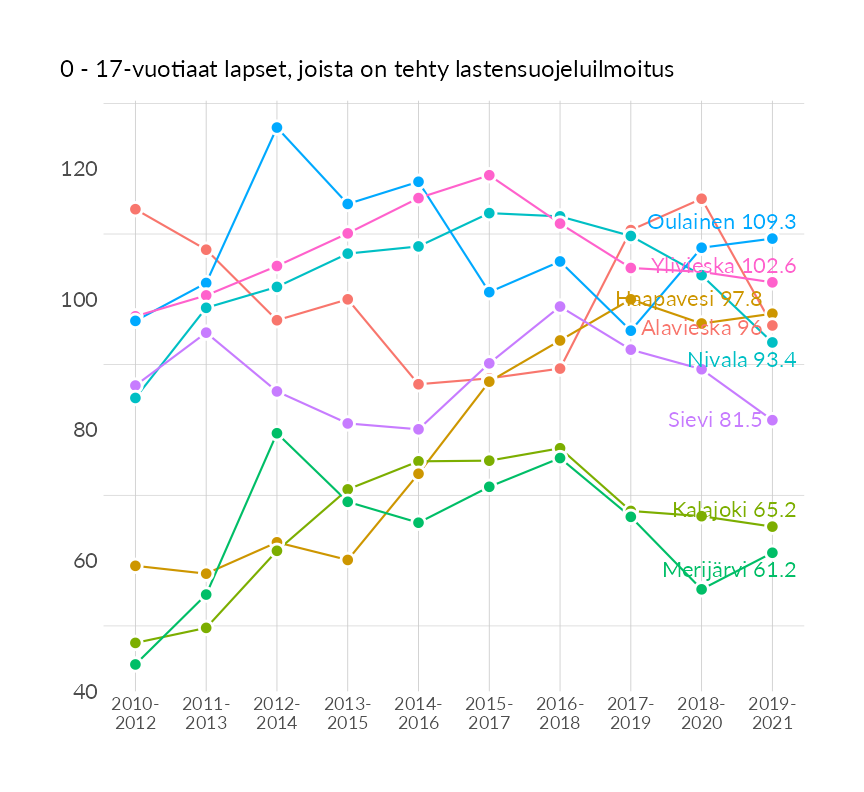 0 - 17-vuotiaat lapset, joista on tehty lastensuojeluilmoitus
120
100
80
60
40
Oulainen 109.3
Ylivieska 102.6
Haapavesi 97.8
Alavieska 96
Nivala 93.4
Sievi 81.5
Kalajoki 65.2
Merijärvi 61.2
2010- 2011- 2012- 2013- 2014- 2015- 2016- 2017- 2018- 2019-
2012 2013 2014 2015 2016 2017 2018 2019 2020 2021